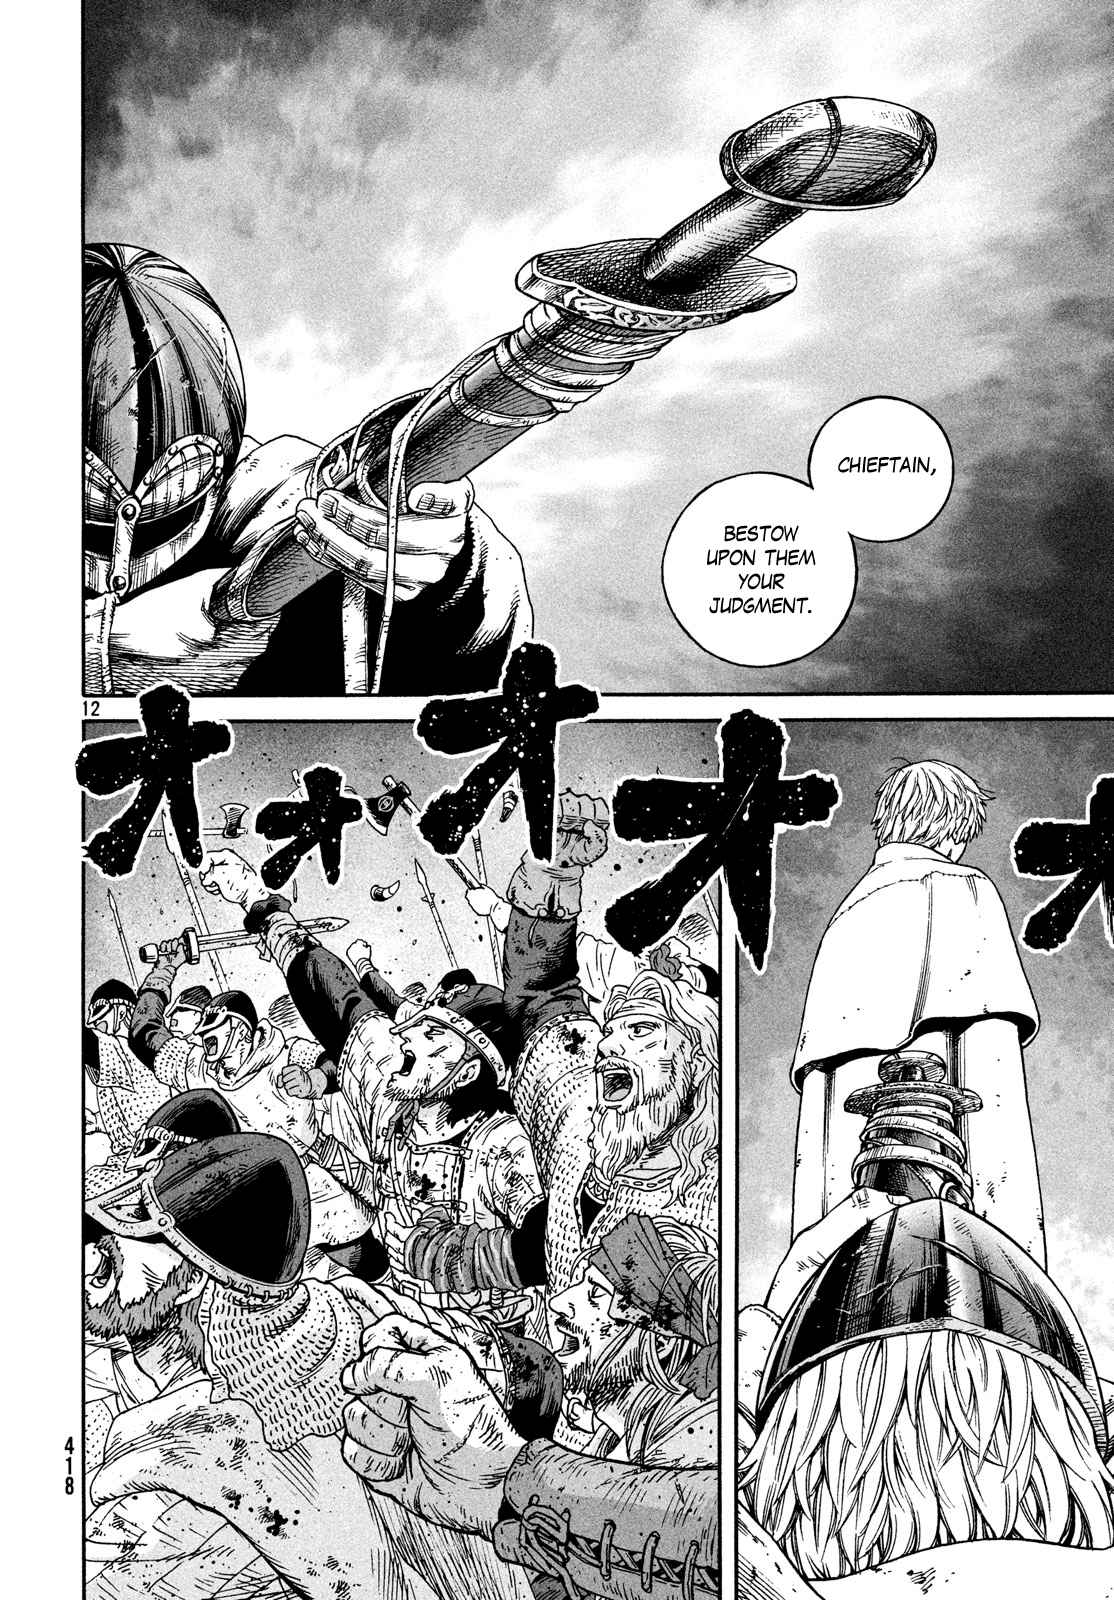 CHIEFTAIN,
BESTOW
UPON THEM
YOUR
JUDGMENT.
12
オォオオオ
418